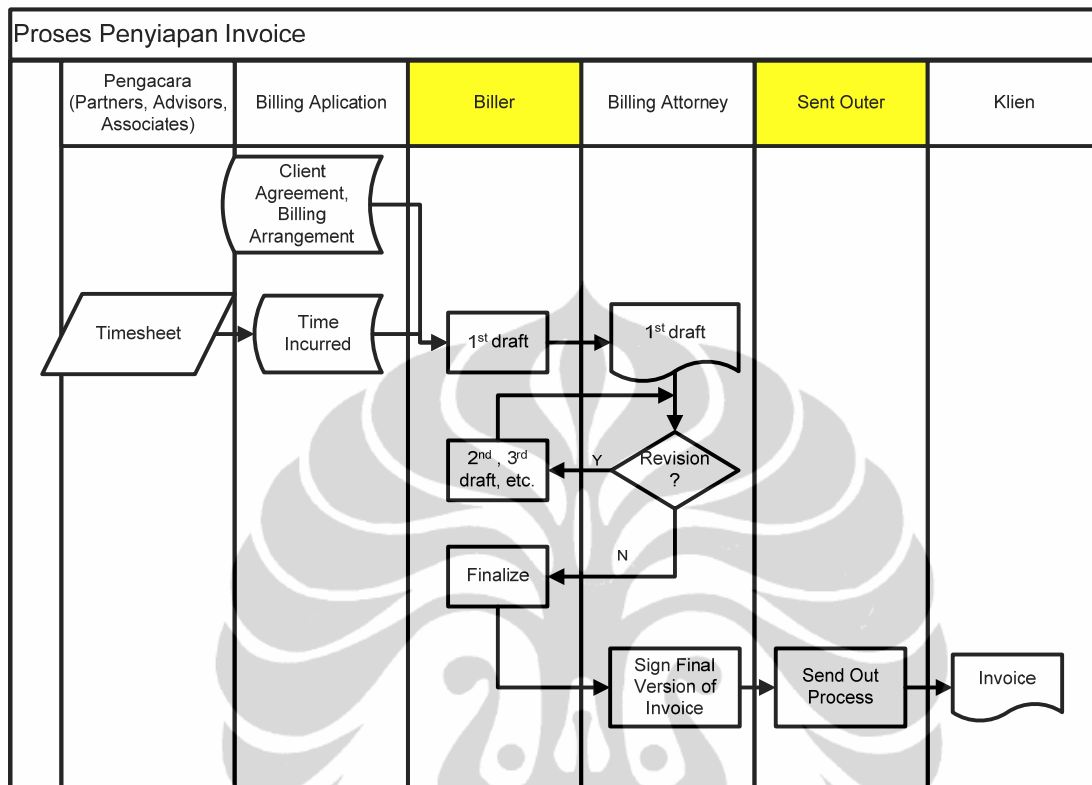 Proses Penyiapan Invoice
Pengacara
(Partners, Advisors,
Associates)
Billing Aplication
Biller
Billing Attorney
Sent Outer
Klien
Client
Agreement,
Billing
Arrangement
Timesheet
Time
Incurred
1st draft
1st draft
2nd , 3rd
draft, etc.
Y
Revision
?
N
Finalize
Sign Final
Version of
Invoice
Send Out
Process
Invoice